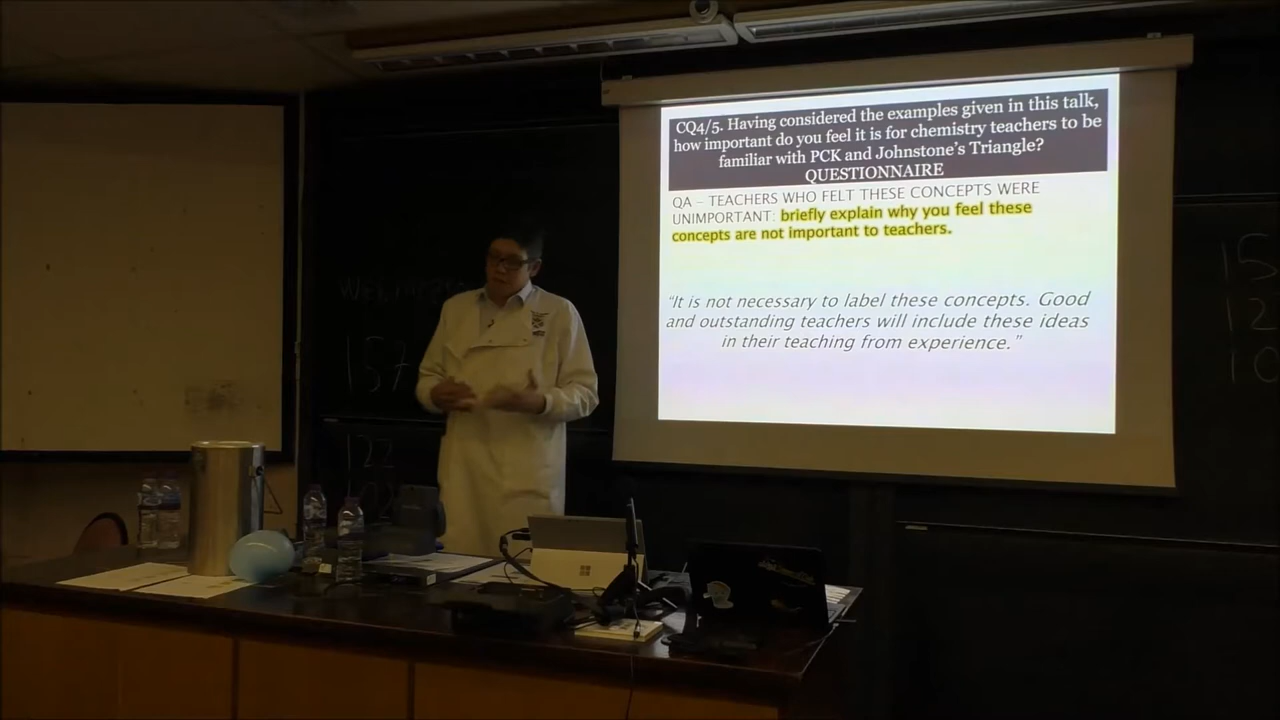 CQ4/5. Having considered the examples given in this talk,
how important do you feel it is for chemistry teachers to be
familiar with PCK and Johnstone's Triangle?
QUESTIONNAIRE
QA – TEACHERS WHO FELT THESE CONCEPTS WERE
UNIMPORTANT: briefly explain why you feel these
concepts are not important to teachers.
“It is not necessary to label these concepts. Good
and outstanding teachers will include these ideas
in their teaching from experience.”
157
122